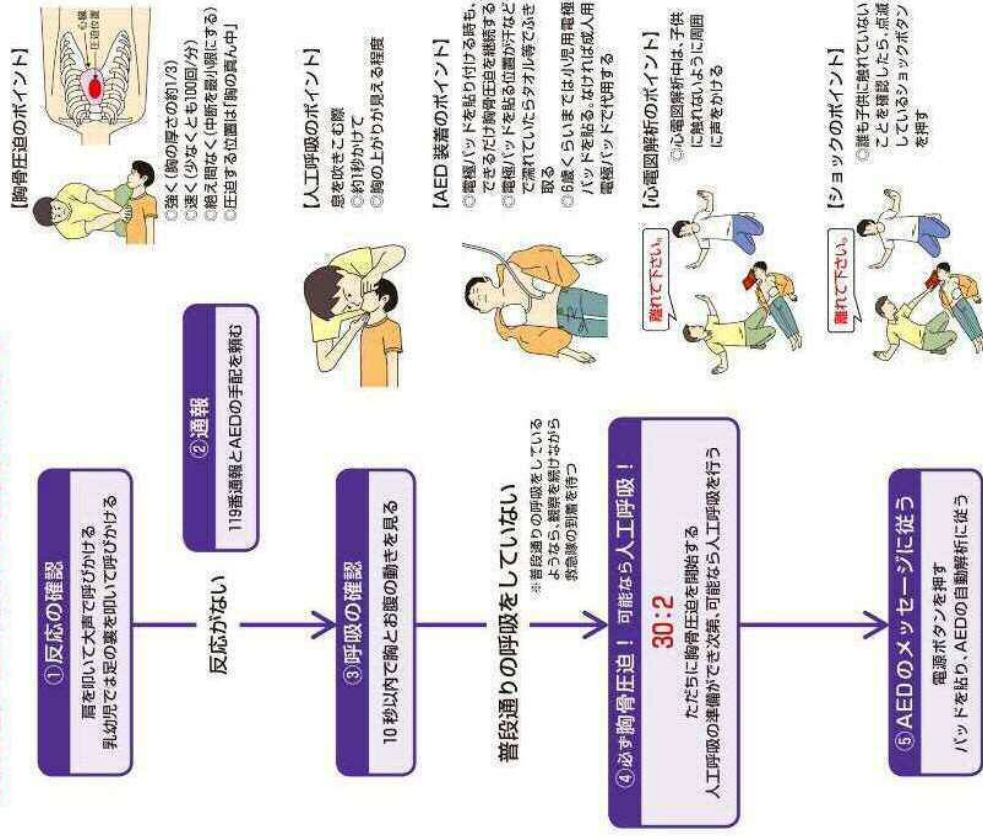 ①反応の確認
肩を叩いて大声で呼びかける
乳幼児では足の裏を叩いて呼びかける
反応がない
②通報
119番通報とAEDの手配を頼む
③呼吸の確認
10秒以内で胸とお腹の動きを見る
普段通りの呼吸をしていない
※普段通りの呼吸をしている
ようなら、観察を続けながら
救急隊の到着を待つ
④必ず胸骨圧迫！可能なら人工呼吸！
30:2
ただちに胸骨圧迫を開始する
人工呼吸の準備ができ次第、可能なら人工呼吸を行う
⑤AEDのメッセージに従う
電源ボタンを押す
パッドを貼り、AEDの自動解析に従う
【胸骨圧迫のポイント】
心臓
圧迫位置
◎強く(胸の厚さの約1/3)
◎速く(少なくとも100回/分)
◎絶え間なく(中断を最小限にする)
◎圧迫する位置は「胸の真ん中」
【人工呼吸のポイント】
息を吹きこむ際
◎約1秒かけて
◎胸の上がりが見える程度
【AED装着のポイント】
◎電極パッドを貼り付ける時も、
できるだけ胸骨圧迫を継続する
◎電極パッドを貼る位置が汗など
で濡れていたらタオル等でふき
取る
◎6歳くらいまでは小児用電極
パッドを貼る。なければ成人用
電極パッドで代用する
【心電図解析のポイント】
離れて下さい。
◎心電図解析中は、子供
に触れないように周囲
に声をかける
【ショックのポイント】
離れて下さい。
◎誰も子供に触れていない
ことを確認したら、点滅
しているショックボタン
を押す